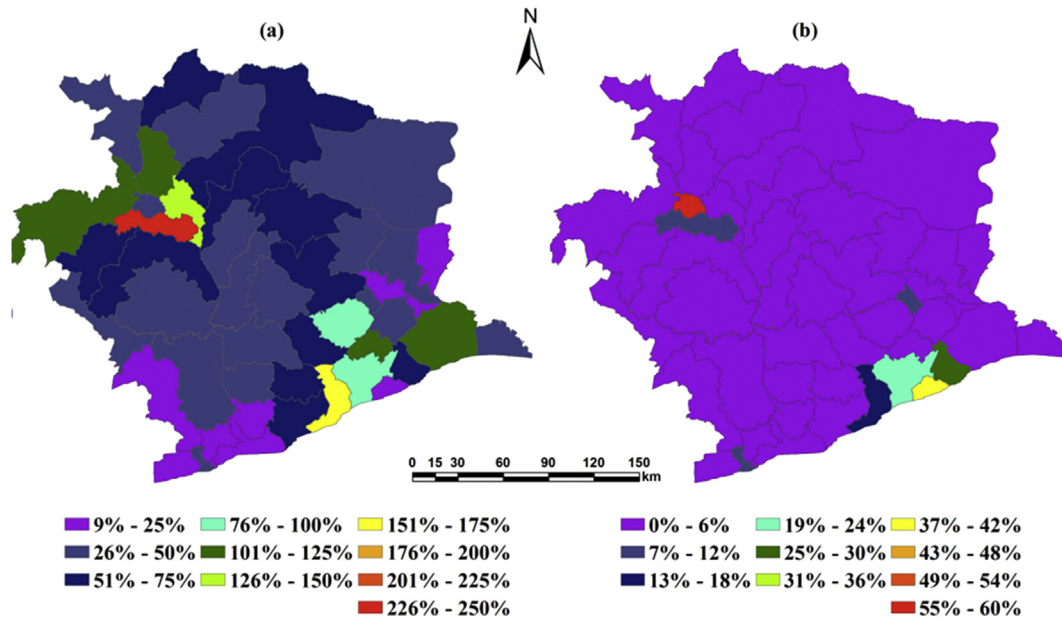 (a)
N
(b)
0 15 30 60 90 120 150
km
9% - 25%
26% - 50%
51% - 75%
76% - 100%
101% - 125%
126% - 150%
151% - 175%
176% - 200%
201% - 225%
226% - 250%
0% - 6%
7% - 12%
13% - 18%
19% - 24%
25% - 30%
31% - 36%
37% - 42%
43% - 48%
49% - 54%
55% - 60%